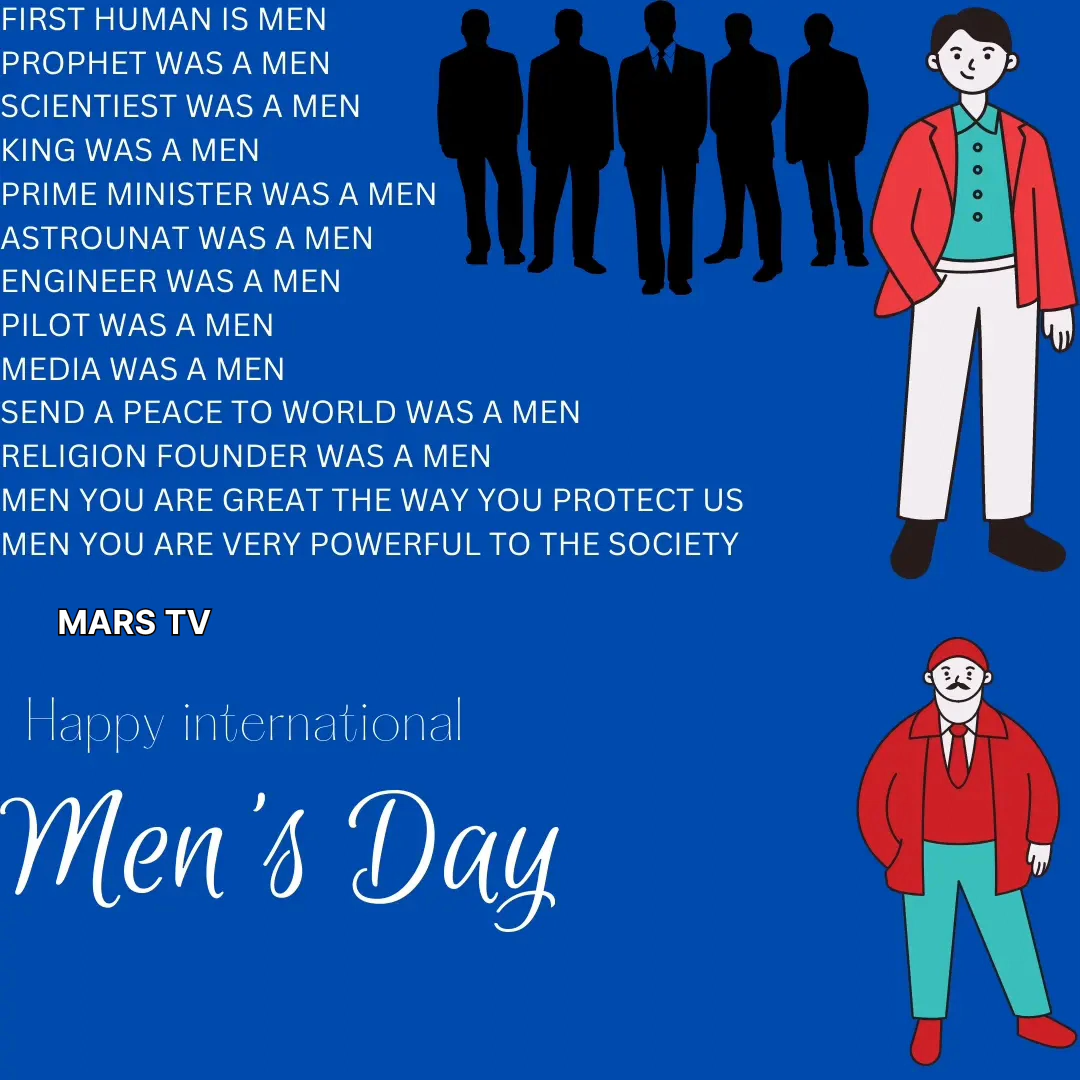 FIRST HUMAN IS MEN
PROPHET WAS A MEN
SCIENTIEST WAS A MEN
KING WAS A MEN
PRIME MINISTER WAS A MEN
ASTROUNAT WAS A MEN
ENGINEER WAS A MEN
PILOT WAS A MEN
MEDIA WAS A MEN
SEND A PEACE TO WORLD WAS A MEN
RELIGION FOUNDER WAS A MEN
MEN YOU ARE GREAT THE WAY YOU PROTECT US
MEN YOU ARE VERY POWERFUL TO THE SOCIETY
MARS TV
Happy international
Men's Day